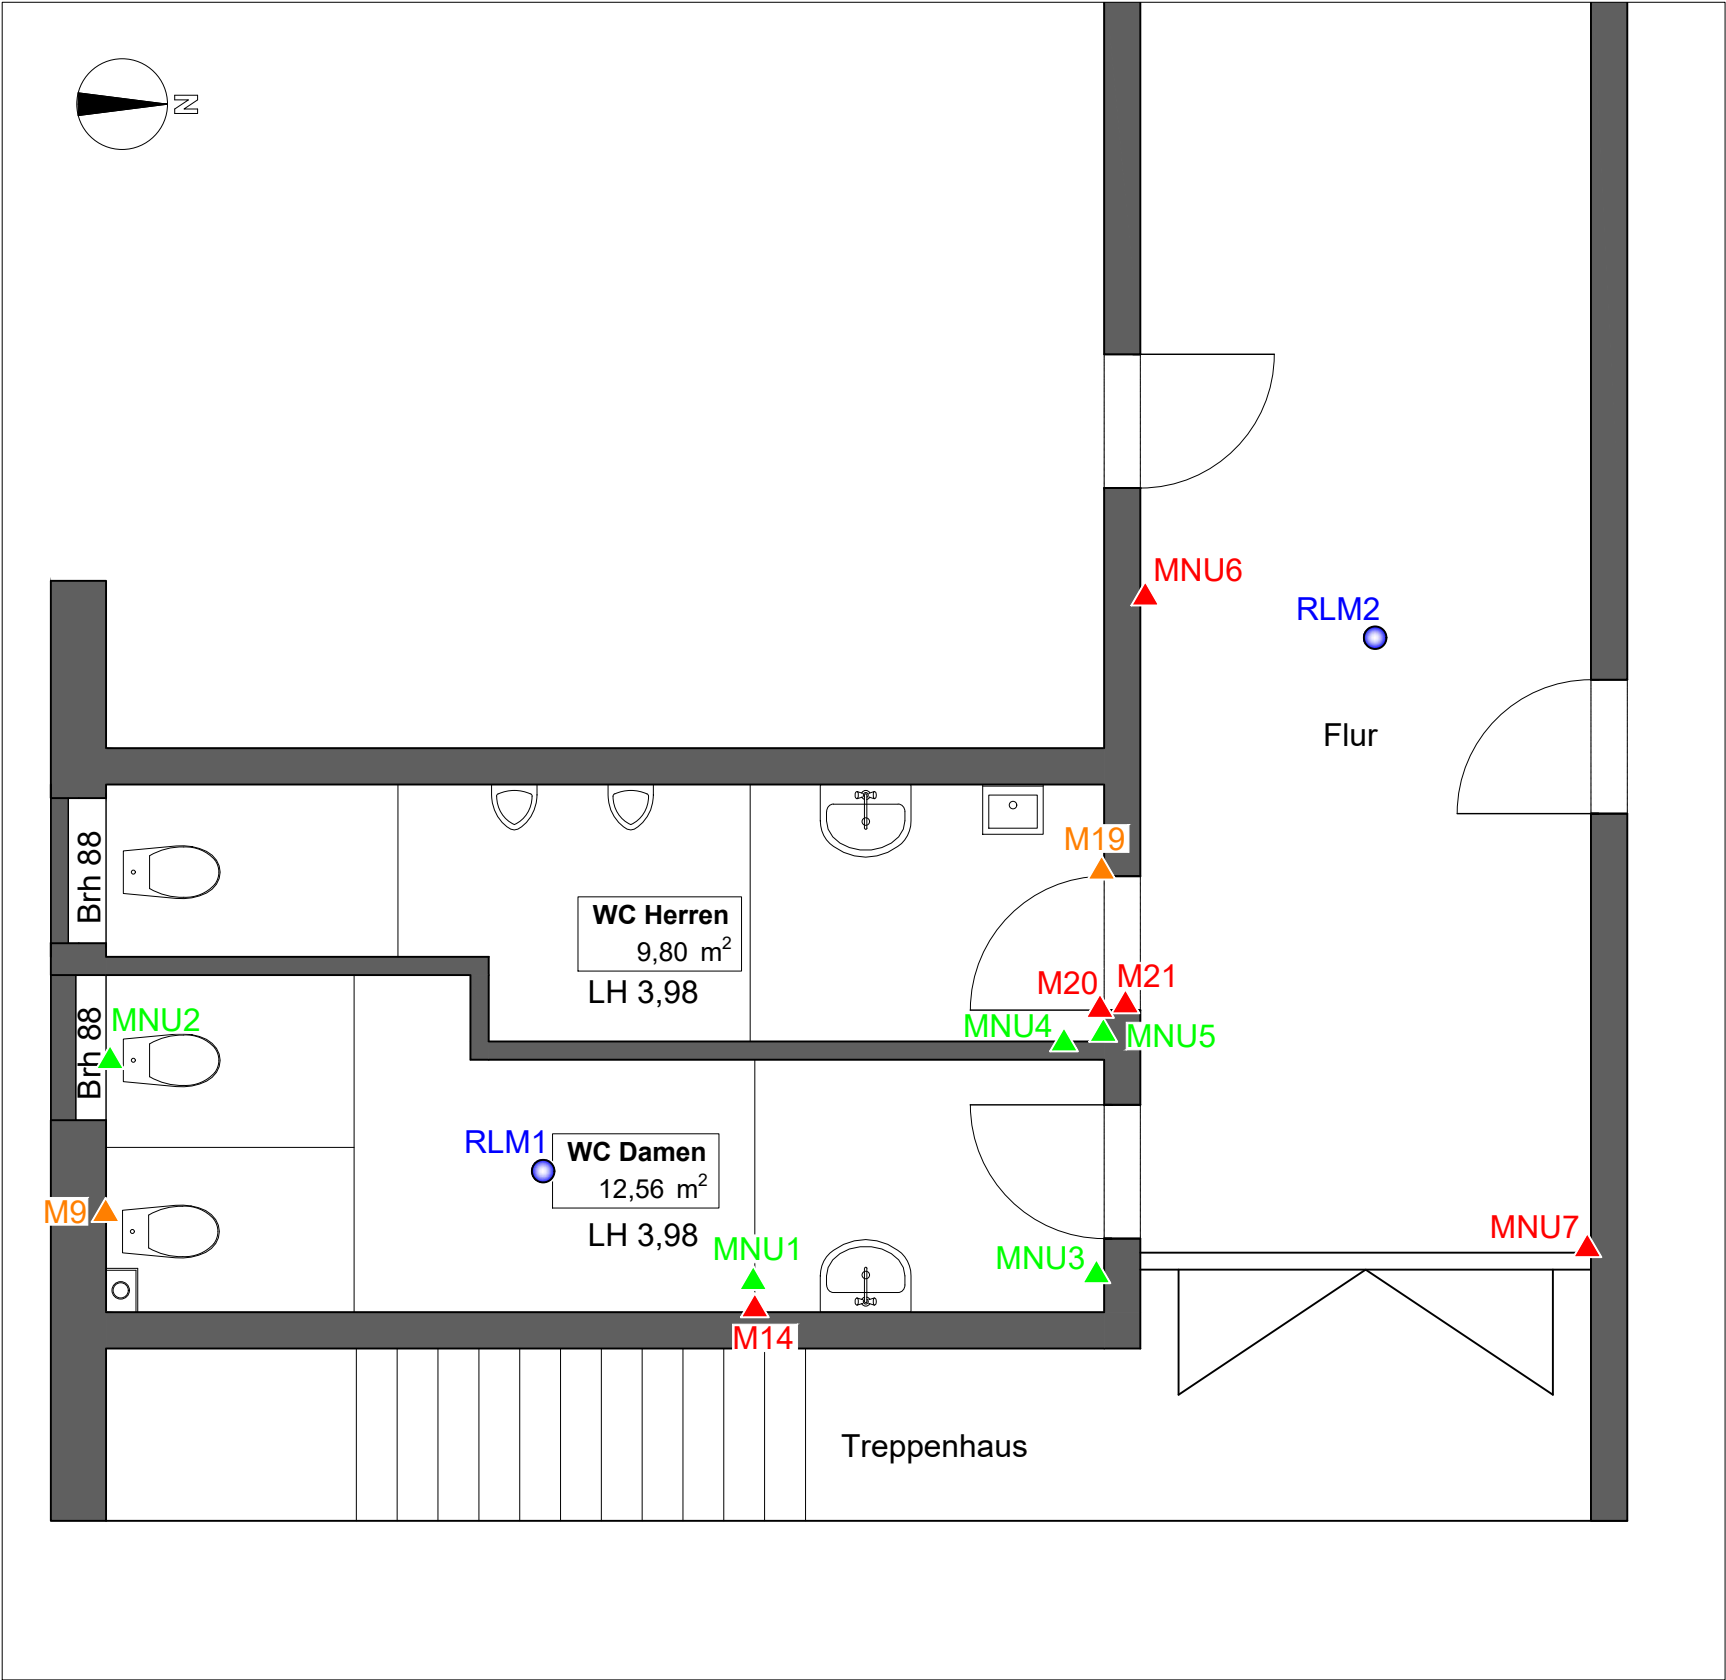 N
MNU6
RLM2
Flur
M19
Brh 88
WC Herren
9,80 m²
LH 3,98
M20
M21
MNU4
MNU5
MNU2
Brh 88
RLM1
WC Damen
12,56 m²
LH 3,98
M9
MNU1
MNU3
MNU7
M14
Treppenhaus